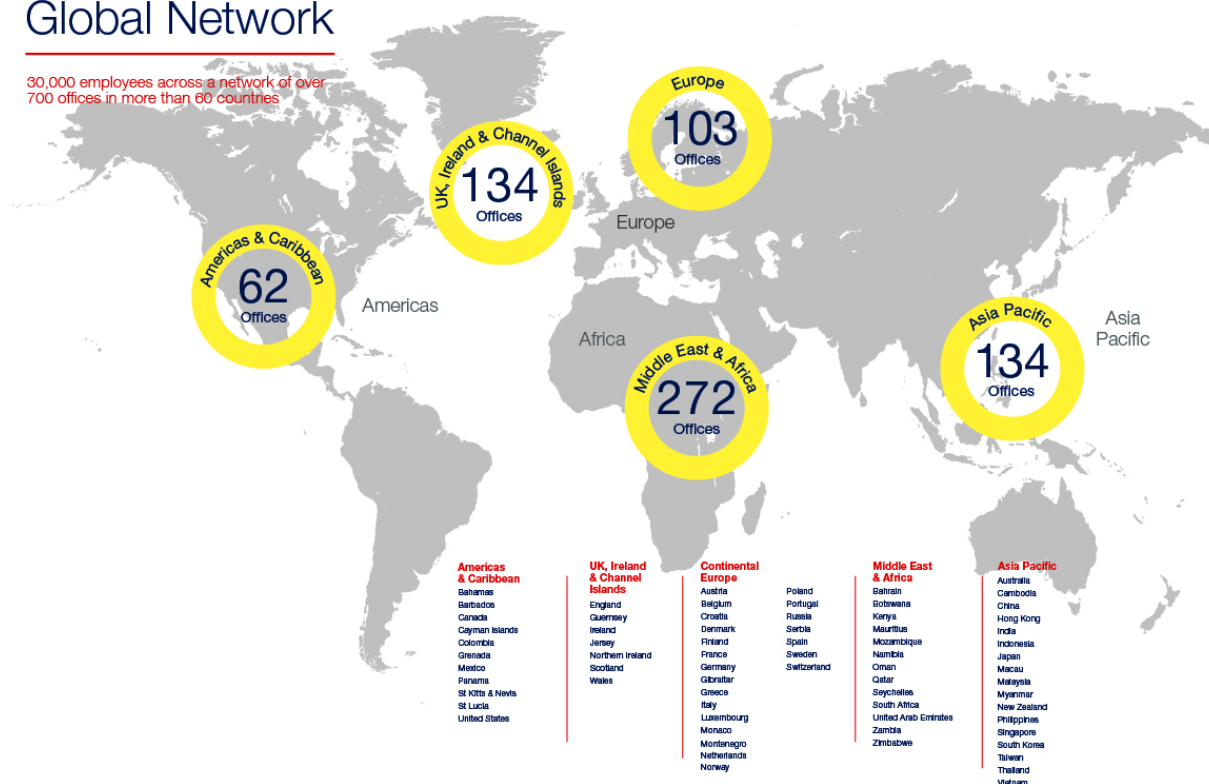 Global Network
30,000 employees across a network of over
700 offices in more than 60 countries
Europe
103
Offices
UK, Ireland & Channel Islands
134
Offices
Europe
Americas & Caribbean
62
Offices
Americas
Africa
Middle East & Africa
272
Offices
Asia Pacific
134
Offices
Asia
Pacific
Americas
& Caribbean
Bahamas
Barbados
Canada
Cayman Islands
Colombia
Grenada
Mexico
Panama
St Kitts & Nevis
St Lucia
United States
UK, Ireland
& Channel
Islands
England
Guernsey
Ireland
Jersey
Northern Ireland
Scotland
Wales
Continental
Europe
Austria
Belgium
Croatia
Denmark
Finland
France
Germany
Gibraltar
Greece
Italy
Luxembourg
Monaco
Montenegro
Netherlands
Norway
Poland
Portugal
Russia
Serbia
Spain
Sweden
Switzerland
Middle East
& Africa
Bahrain
Botswana
Kenya
Mauritius
Mozambique
Namibia
Oman
Qatar
Seychelles
South Africa
United Arab Emirates
Zambia
Zimbabwe
Asia Pacific
Australia
Cambodia
China
Hong Kong
India
Indonesia
Japan
Macau
Malaysia
Myanmar
New Zealand
Philippines
Singapore
South Korea
Taiwan
Thailand
Vietnam